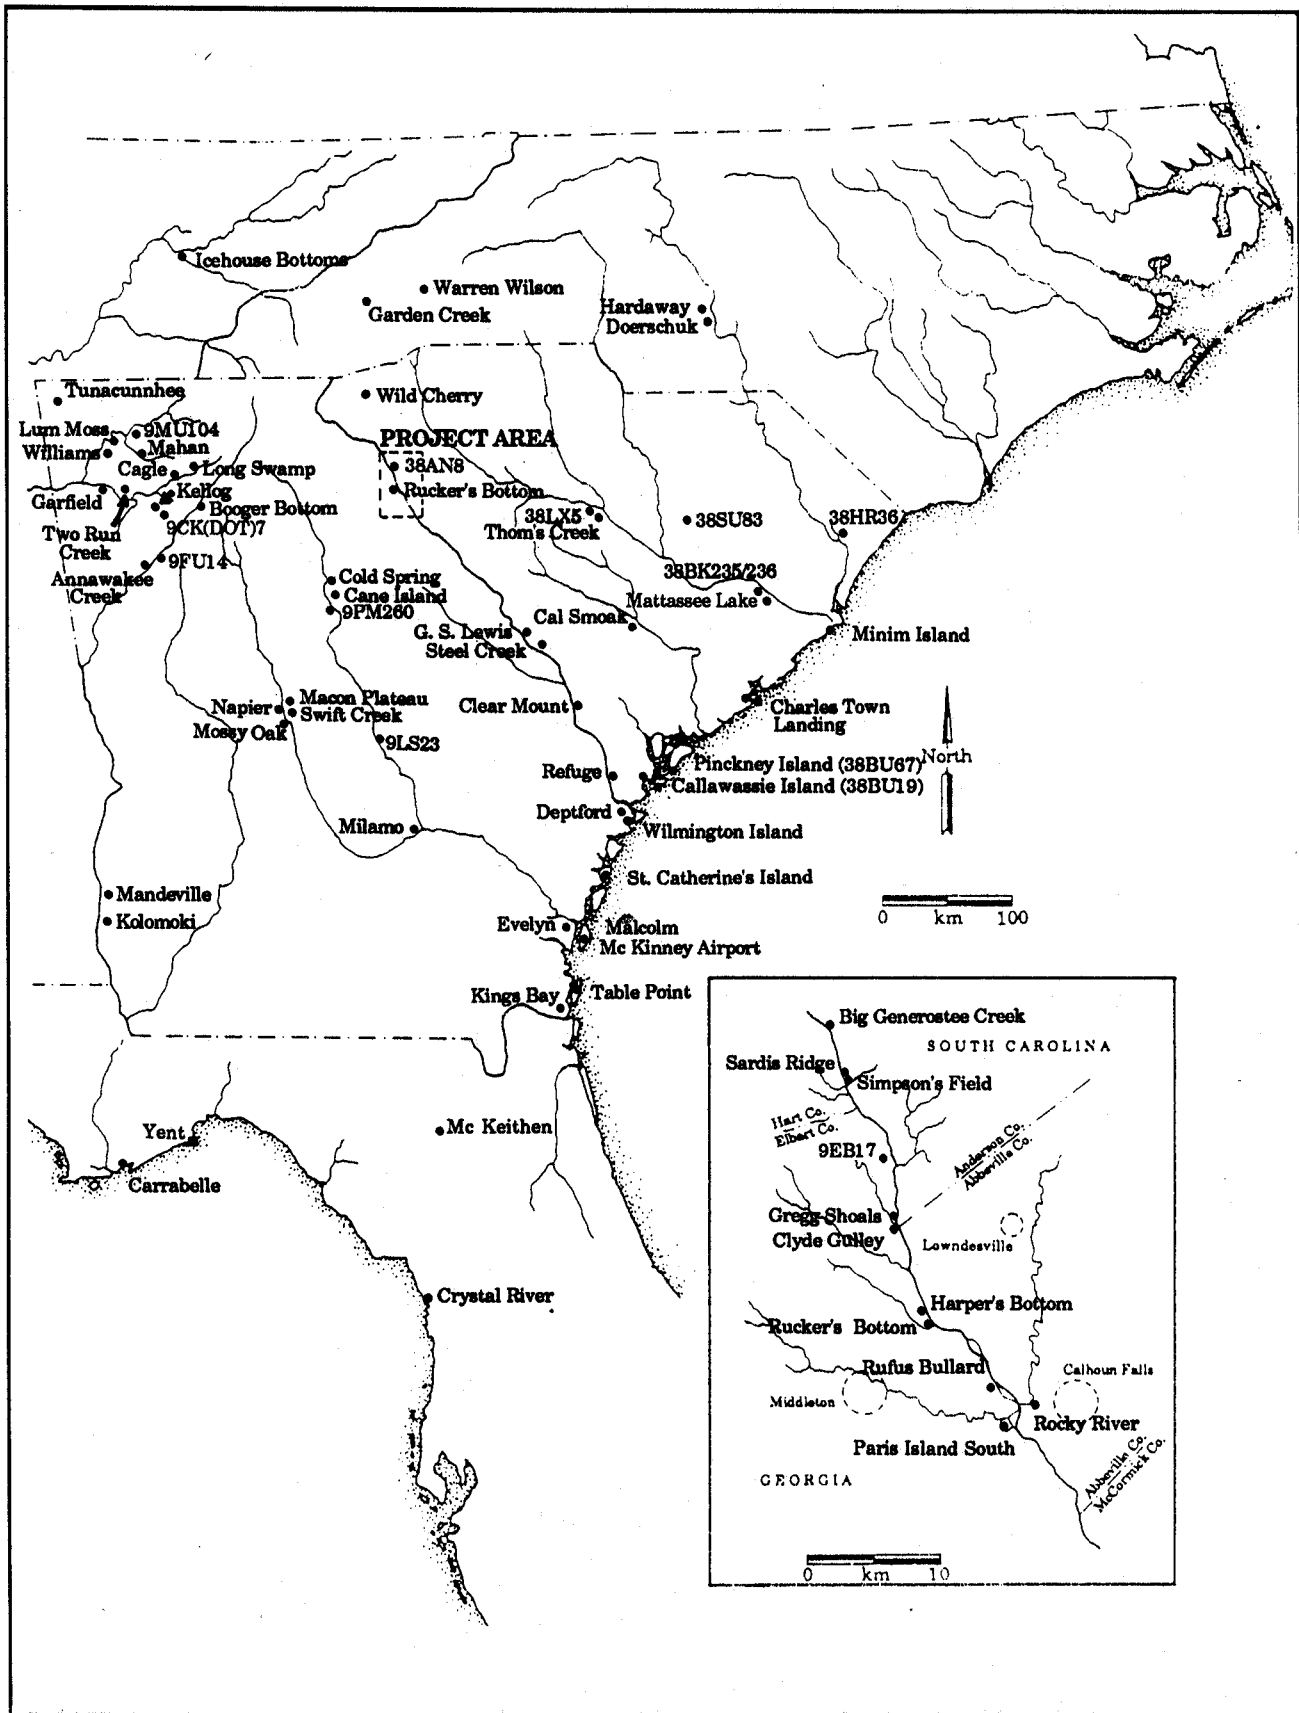 Icehouse Bottoms
Warren Wilson
Garden Creek
Hardaway
Doerschuk
Tunacunnhee
Wild Cherry
Lum Moss
9MU104
Williams
Mahan
PROJECT AREA
Cagle
Long Swamp
38AN8
Garfield
Kellog
Rucker's Bottom
Booger Bottom
38LX5
38SU83
38HR36
Two Run
Creek
9CK(DOT)7
Thom's Creek
9FU14
Annawakee
Creek
Cold Spring
38BK235/236
Cane Island
Mattassee Lake
9PM260
Cal Smoak
G. S. Lewis
Steel Creek
Minim Island
Napier
Macon Plateau
Swift Creek
Mossy Oak
Clear Mount
Charles Town
Landing
9LS23
Refuge
Pinckney Island (38BU67)
North
Callawassie Island (38BU19)
Deptford
Milamo
Wilmington Island
St. Catherine's Island
Mandeville
Kolomoki
0 km 100
Evelyn
Malcolm
Mc Kinney Airport
Kings Bay
Table Point
Yent
Mc Keithen
Carrabelle
Crystal River
Big Generostee Creek
SOUTH CAROLINA
Sardis Ridge
Simpson's Field
Hart Co.
Elbert Co.
9EB17
Anderson Co.
Abbeville Co.
Gregg Shoals
Clyde Gulley
Lowndesville
Harper's Bottom
Rucker's Bottom
Rufus Bullard
Calhoun Falls
Middleton
Rocky River
Paris Island South
Abbeville Co.
McCormick Co.
GEORGIA
0 km 10